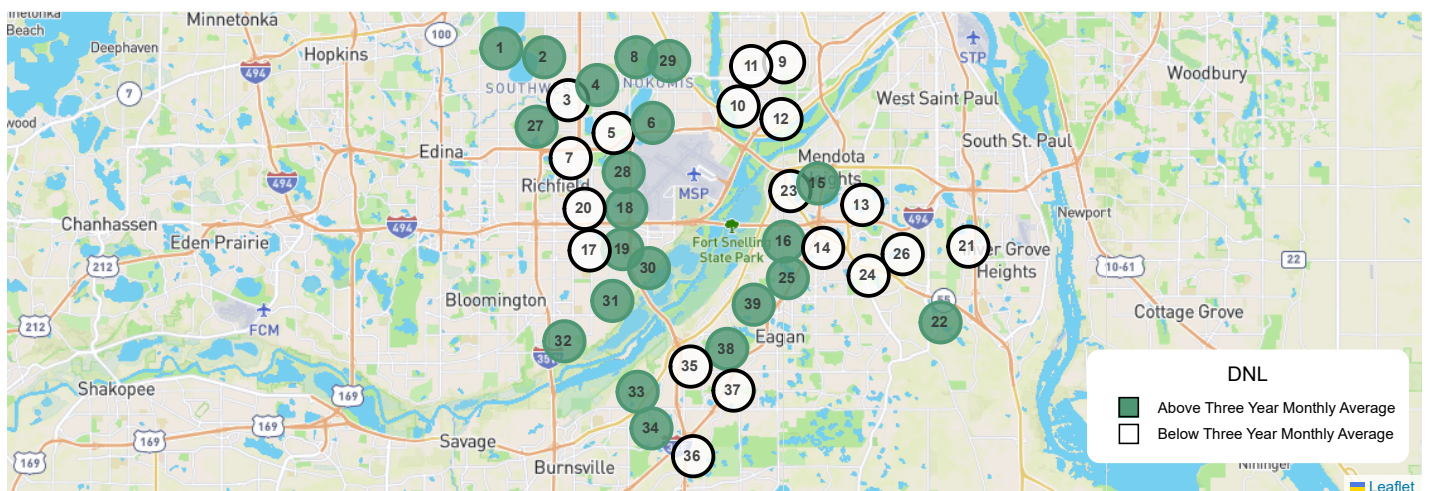 Minnetonka
Beach
Minnetonka
Deephaven
Hopkins
100
494
7
1
2
8
29
11
9
STP
Woodbury
SOUTHW
4
NOKOMIS
3
10
12
West Saint Paul
wood
27
5
6
Edina
7
South St. Paul
Mendota
Heights
494
28
MSP
Richfield
23
15
20
18
13
Newport
Chanhassen
494
494
Eden Prairie
17
19
Fort Snelling
State Park
16
14
26
21
Inver Grove
Heights
212
30
24
10-61
22
25
Bloomington
31
39
55
Cottage Grove
FCM
212
22
32
38
Eagan
35
Shakopee
33
37
169
34
169
169
Savage
36
Burnsville
169
DNL
Above Three Year Monthly Average
Below Three Year Monthly Average
Nininger
Leaflet